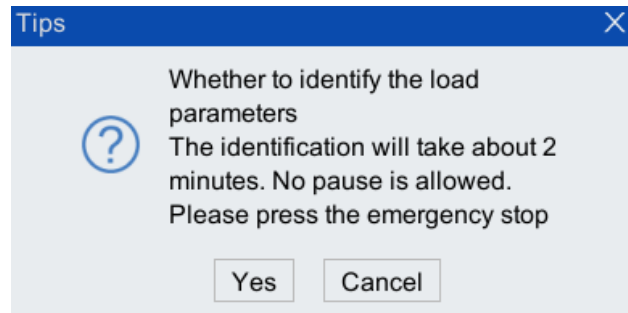 Tips
Whether to identify the load
parameters
The identification will take about 2
minutes. No pause is allowed.
Please press the emergency stop
Yes
Cancel